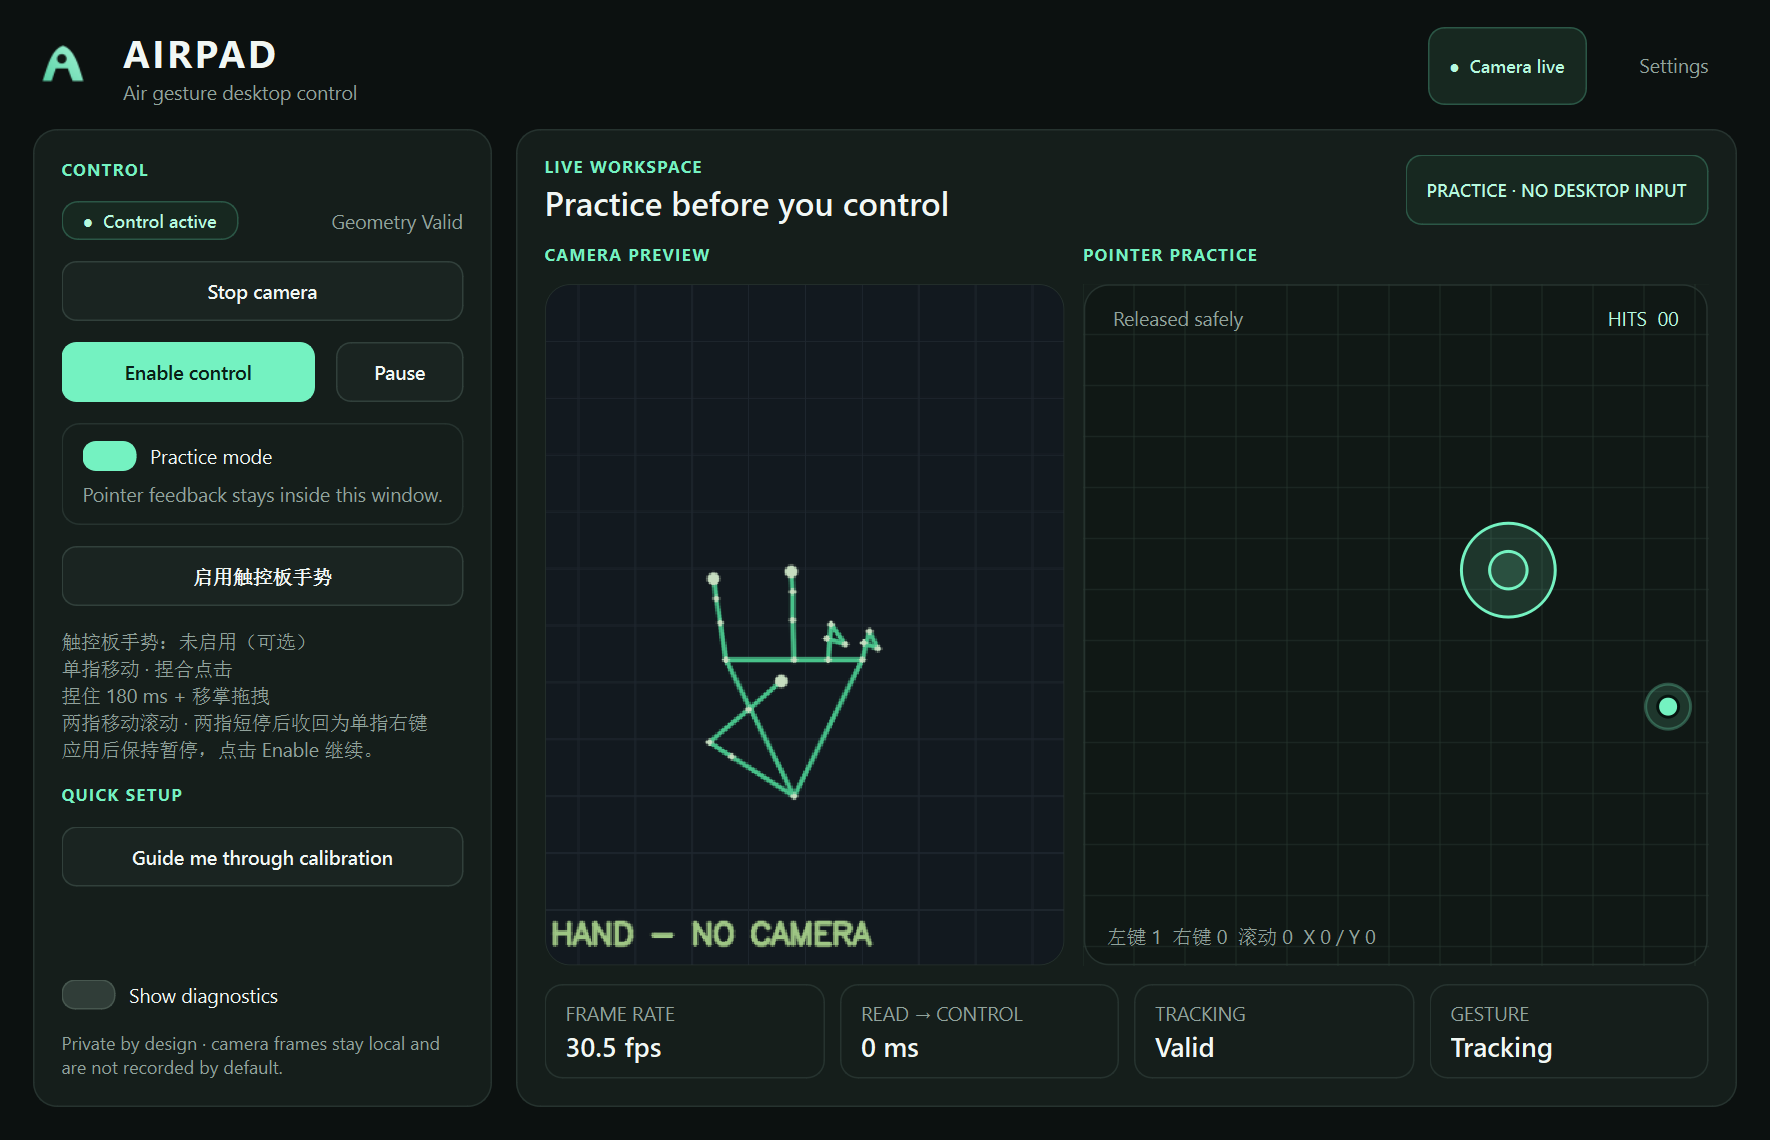 AIRPAD
Air gesture desktop control
● Camera live
Settings
CONTROL
● Control active
Geometry Valid
Stop camera
Enable control
Pause
Practice mode
Pointer feedback stays inside this window.
启用触控板手势
触控板手势：未启用（可选）
单指移动 · 捏合点击
捏住 180 ms + 移掌拖拽
两指移动滚动 · 两指短停后收回为单指右键
应用后保持暂停，点击 Enable 继续。
QUICK SETUP
Guide me through calibration
Show diagnostics
Private by design · camera frames stay local and
are not recorded by default.
LIVE WORKSPACE
Practice before you control
PRACTICE · NO DESKTOP INPUT
CAMERA PREVIEW
HAND — NO CAMERA
POINTER PRACTICE
Released safely
HITS 00
左键 1 右键 0 滚动 0 X 0 / Y 0
FRAME RATE
30.5 fps
READ → CONTROL
0 ms
TRACKING
Valid
GESTURE
Tracking